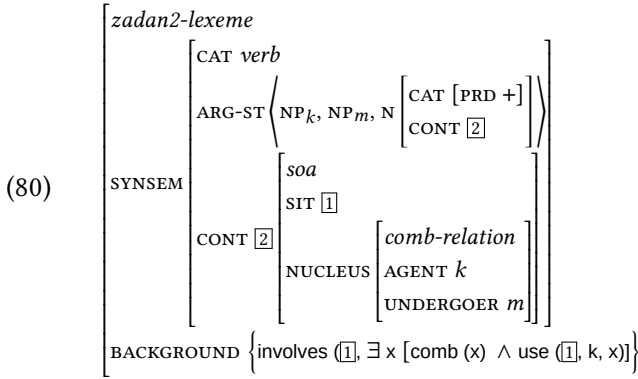 zadan2-lexeme
CAT verb
ARG-ST ⟨NPk, NPm, N [CAT [PRD +]
CONT 2]⟩
(80) SYNSEM
soa
SIT 1
CONT 2
comb-relation
NUCLEUS AGENT k
UNDERGOER m
BACKGROUND {involves (1, ∃ x [comb (x) ∧ use (1, k, x)]}